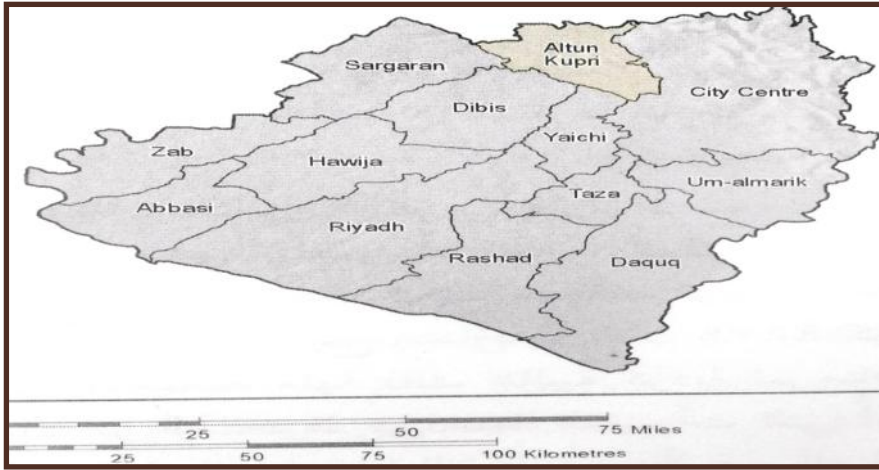 Altun
Kupri
Sargaran
City Centre
Dibis
Yaichi
Zab
Hawija
Taza
Um-almarik
Abbasi
Riyadh
Rashad
Daquq
25 50 75 Miles
25 50 75 100 Kilometres